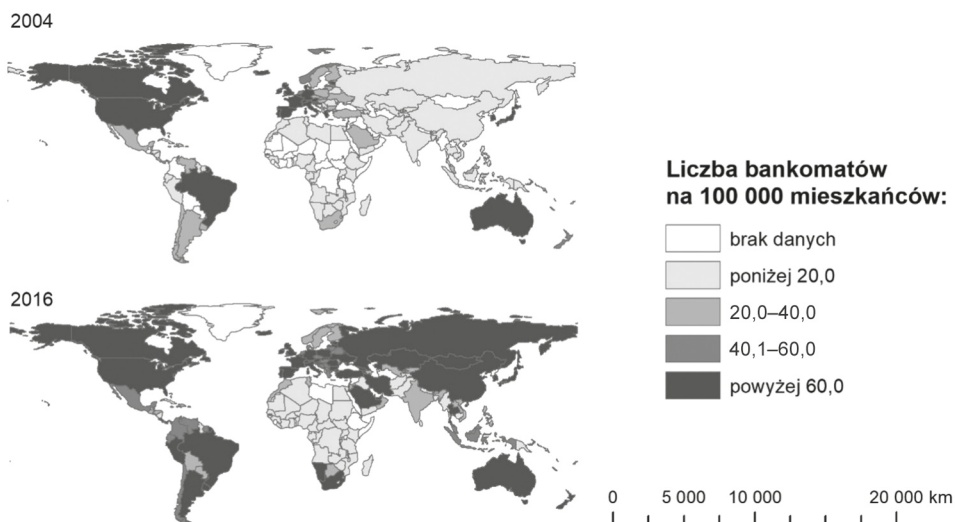 2004
2016
Liczba bankomatów
na 100 000 mieszkańców:
brak danych
poniżej 20,0
20,0–40,0
40,1–60,0
powyżej 60,0
0 5 000 10 000 20 000 km